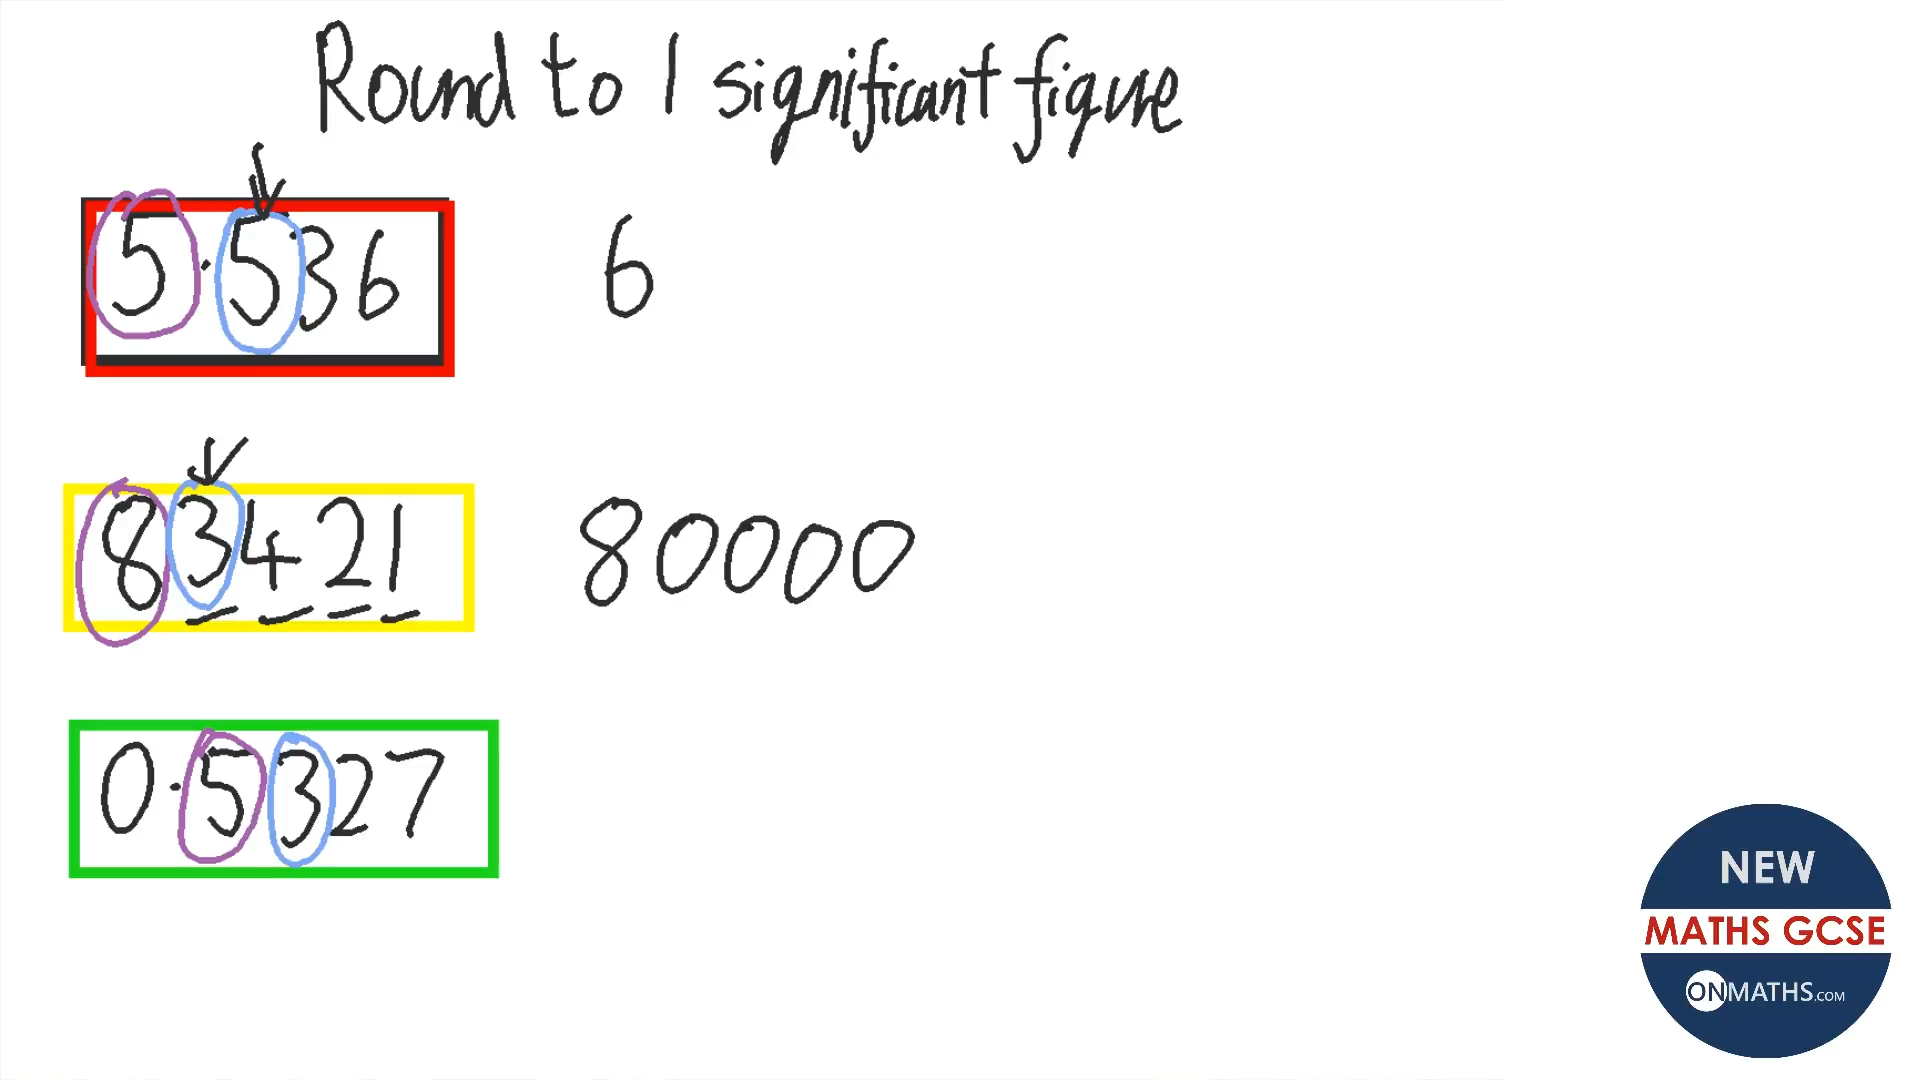 Round to 1 significant figure
5.536 6
83421 80000
0.5327
NEW
MATHS GCSE
ONMATHS.COM